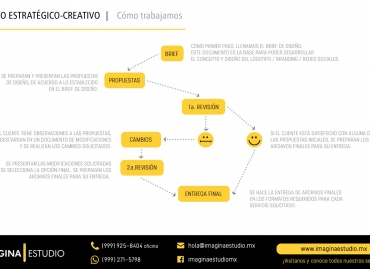 O ESTRATÉGICO-CREATIVO | Cómo trabajamos
BRIEF
COMO PRIMER PASO, LLENAMOS EL BRIEF DE DISEÑO.
ESTE DOCUMENTO ES LA BASE PARA PODER DESARROLLAR
EL CONCEPTO Y DISEÑO DEL LOGOTIPO / BRANDING / REDES SOCIALES.
SE PREPARAN Y PRESENTAN LAS PROPUESTAS
DE DISEÑO, DE ACUERDO A LO ESTABLECIDO
EN EL BRIEF DE DISEÑO
PROPUESTAS
1a. REVISIÓN
EL CLIENTE TIENE OBSERVACIONES A LAS PROPUESTAS,
DESCARGAN EN UN DOCUMENTO DE MODIFICACIONES
Y SE REALIZAN LOS CAMBIOS SOLICITADOS.
CAMBIOS
SI EL CLIENTE ESTÁ SATISFECHO CON ALGUNA D
LAS PROPUESTAS INICIALES, SE PREPARAN LOS
ARCHIVOS FINALES PARA SU ENTREGA.
SE PRESENTAN LAS MODIFICACIONES SOLICITADAS
SE SELECCIONA LA OPCIÓN FINAL. SE PREPARAN LOS
ARCHIVOS FINALES PARA SU ENTREGA.
2a REVISIÓN
ENTREGA FINAL
SE HACE LA ENTREGA DE ARCHIVOS FINALES
EN LOS FORMATOS REQUERIDOS PARA CADA
SERVICIO SOLICITADO.
AGINA | ESTUDIO
(999) 925-8404 oficina
(999) 271-5798
hola@imaginaestudio.mx
imaginaestudio.mx
www.imaginaestudio.mx
¡Visítanos y conoce todos nuestros se